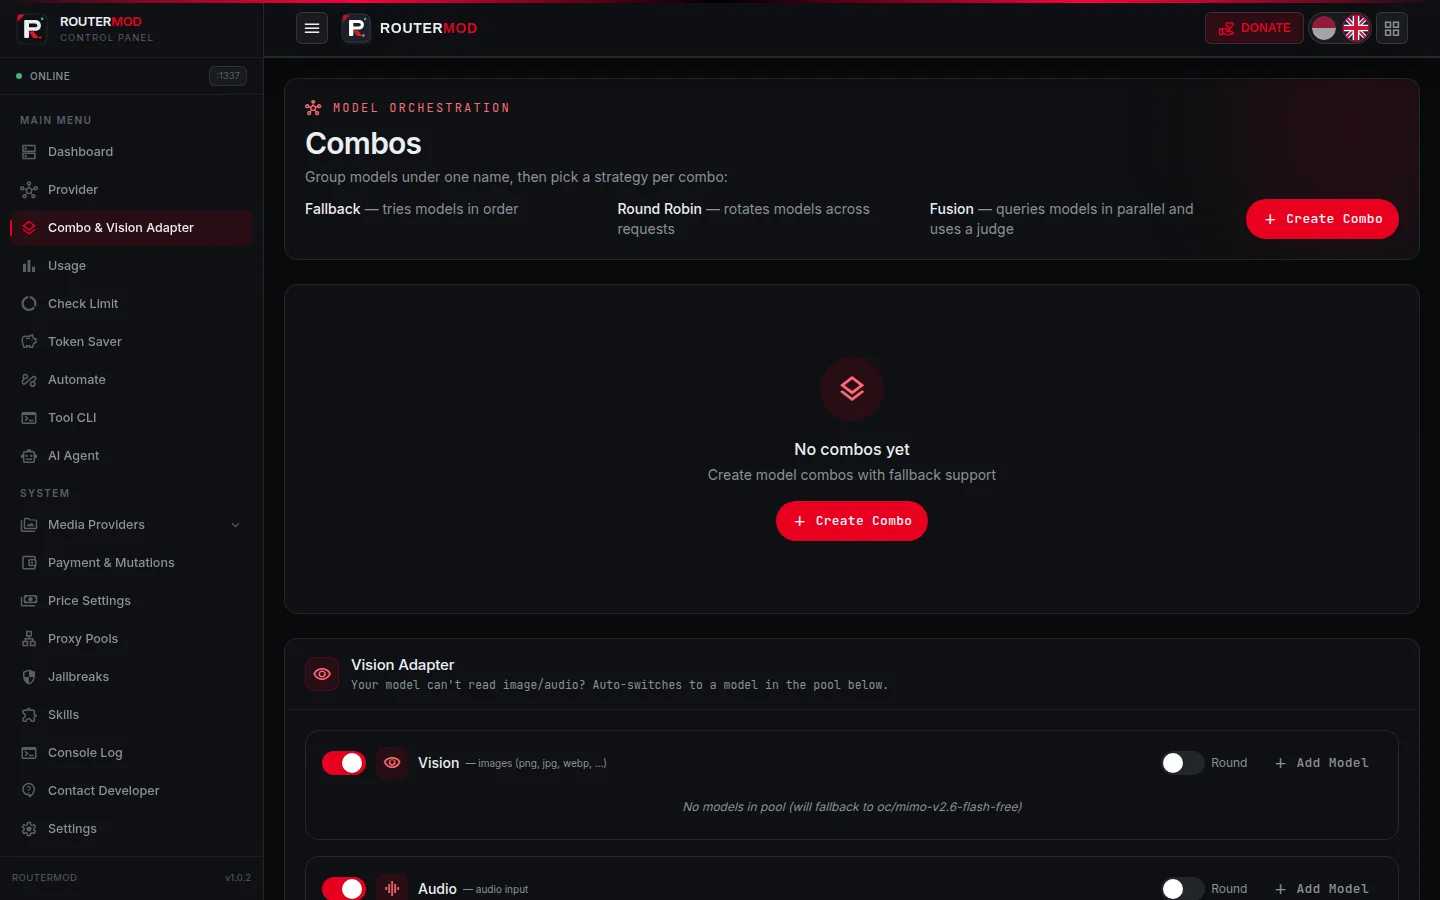 ROUTERMOD
CONTROL PANEL
ONLINE
:1337
MAIN MENU
Dashboard
Provider
Combo & Vision Adapter
Usage
Check Limit
Token Saver
Automate
Tool CLI
AI Agent
SYSTEM
Media Providers
Payment & Mutations
Price Settings
Proxy Pools
Jailbreaks
Skills
Console Log
Contact Developer
Settings
ROUTERMOD
v1.0.2
ROUTERMOD
DONATE
MODEL ORCHESTRATION
Combos
Group models under one name, then pick a strategy per combo:
Fallback — tries models in order
Round Robin — rotates models across
requests
Fusion — queries models in parallel and
uses a judge
+ Create Combo
No combos yet
Create model combos with fallback support
+ Create Combo
Vision Adapter
Your model can't read image/audio? Auto-switches to a model in the pool below.
Vision — images (png, jpg, webp, ...)
Round
+ Add Model
No models in pool (will fallback to oc/mimo-v2.6-flash-free)
Audio — audio input
Round
+ Add Model